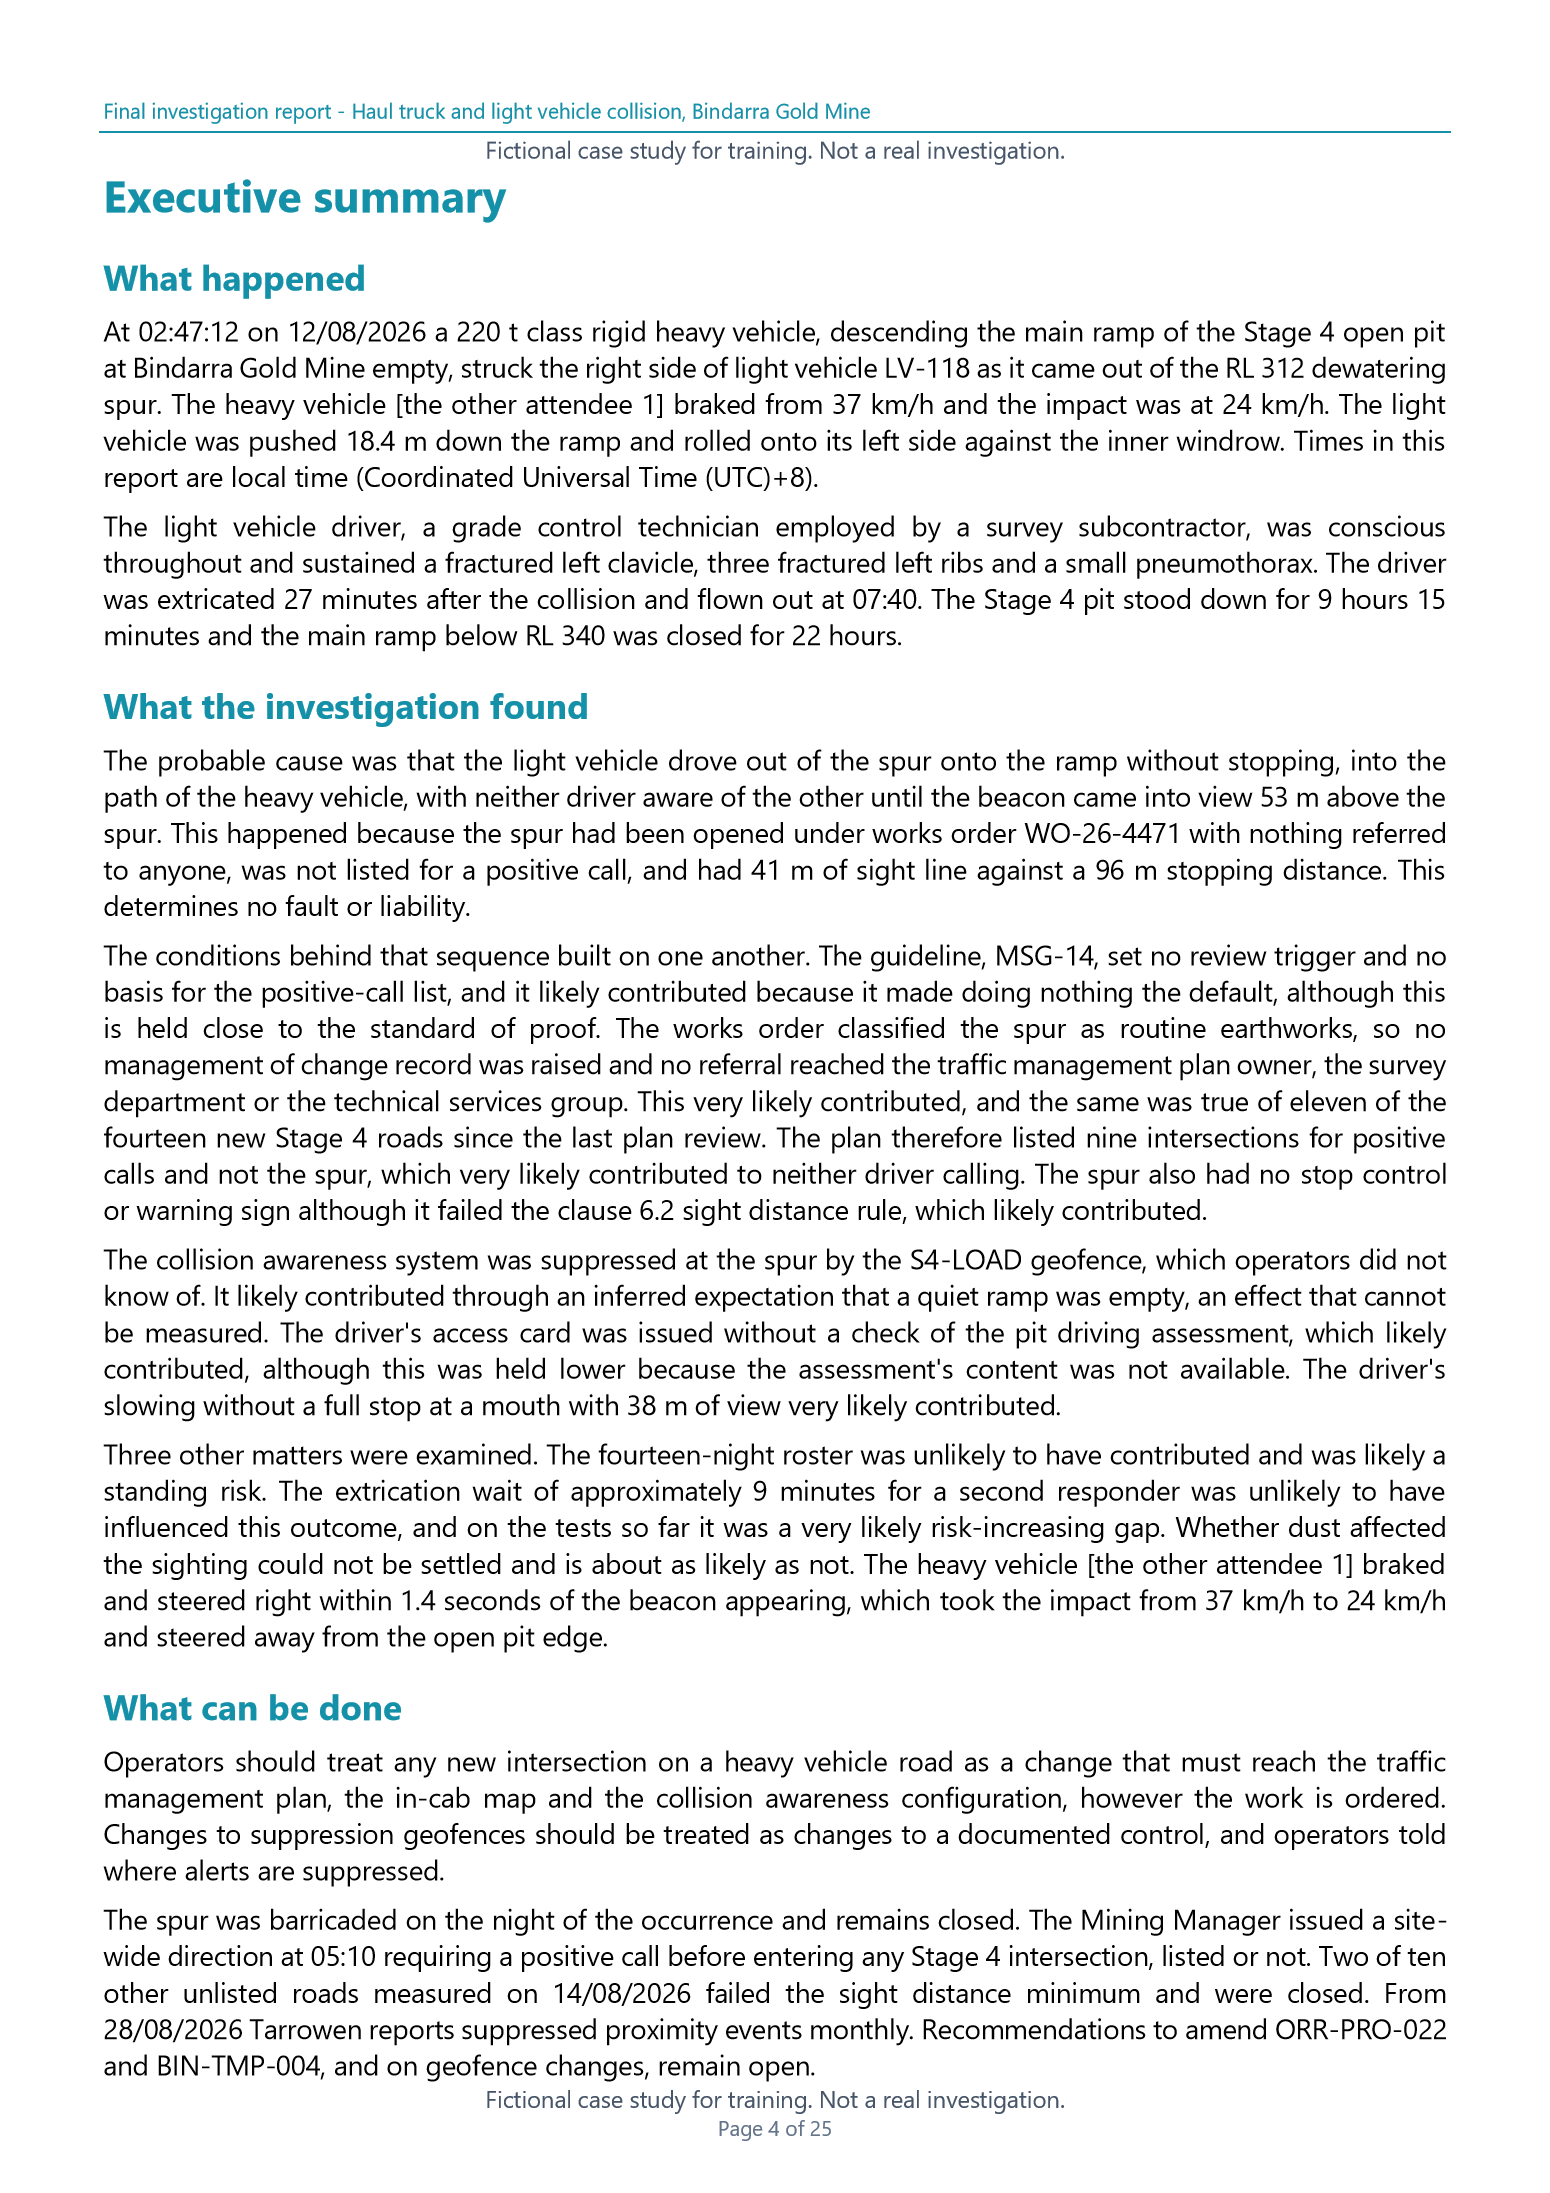 Final investigation report - Haul truck and light vehicle collision, Bindarra Gold Mine
Fictional case study for training. Not a real investigation.
Executive summary
What happened
At 02:47:12 on 12/08/2026 a 220 t class rigid heavy vehicle, descending the main ramp of the Stage 4 open pit
at Bindarra Gold Mine empty, struck the right side of light vehicle LV-118 as it came out of the RL 312 dewatering
spur. The heavy vehicle [the other attendee 1] braked from 37 km/h and the impact was at 24 km/h. The light
vehicle was pushed 18.4 m down the ramp and rolled onto its left side against the inner windrow. Times in this
report are local time (Coordinated Universal Time (UTC)+8).
The light vehicle driver, a grade control technician employed by a survey subcontractor, was conscious
throughout and sustained a fractured left clavicle, three fractured left ribs and a small pneumothorax. The driver
was extricated 27 minutes after the collision and flown out at 07:40. The Stage 4 pit stood down for 9 hours 15
minutes and the main ramp below RL 340 was closed for 22 hours.
What the investigation found
The probable cause was that the light vehicle drove out of the spur onto the ramp without stopping, into the
path of the heavy vehicle, with neither driver aware of the other until the beacon came into view 53 m above the
spur. This happened because the spur had been opened under works order WO-26-4471 with nothing referred
to anyone, was not listed for a positive call, and had 41 m of sight line against a 96 m stopping distance. This
determines no fault or liability.
The conditions behind that sequence built on one another. The guideline, MSG-14, set no review trigger and no
basis for the positive-call list, and it likely contributed because it made doing nothing the default, although this
is held close to the standard of proof. The works order classified the spur as routine earthworks, so no
management of change record was raised and no referral reached the traffic management plan owner, the survey
department or the technical services group. This very likely contributed, and the same was true of eleven of the
fourteen new Stage 4 roads since the last plan review. The plan therefore listed nine intersections for positive
calls and not the spur, which very likely contributed to neither driver calling. The spur also had no stop control
or warning sign although it failed the clause 6.2 sight distance rule, which likely contributed.
The collision awareness system was suppressed at the spur by the S4-LOAD geofence, which operators did not
know of. It likely contributed through an inferred expectation that a quiet ramp was empty, an effect that cannot
be measured. The driver's access card was issued without a check of the pit driving assessment, which likely
contributed, although this was held lower because the assessment's content was not available. The driver's
slowing without a full stop at a mouth with 38 m of view very likely contributed.
Three other matters were examined. The fourteen-night roster was unlikely to have contributed and was likely a
standing risk. The extrication wait of approximately 9 minutes for a second responder was unlikely to have
influenced this outcome, and on the tests so far it was a very likely risk-increasing gap. Whether dust affected
the sighting could not be settled and is about as likely as not. The heavy vehicle [the other attendee 1] braked
and steered right within 1.4 seconds of the beacon appearing, which took the impact from 37 km/h to 24 km/h
and steered away from the open pit edge.
What can be done
Operators should treat any new intersection on a heavy vehicle road as a change that must reach the traffic
management plan, the in-cab map and the collision awareness configuration, however the work is ordered.
Changes to suppression geofences should be treated as changes to a documented control, and operators told
where alerts are suppressed.
The spur was barricaded on the night of the occurrence and remains closed. The Mining Manager issued a site-
wide direction at 05:10 requiring a positive call before entering any Stage 4 intersection, listed or not. Two of ten
other unlisted roads measured on 14/08/2026 failed the sight distance minimum and were closed. From
28/08/2026 Tarrowen reports suppressed proximity events monthly. Recommendations to amend ORR-PRO-022
and BIN-TMP-004, and on geofence changes, remain open.
Fictional case study for training. Not a real investigation.
Page 4 of 25